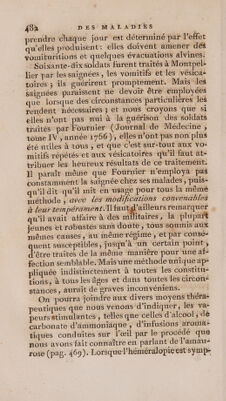 482 DES MALADIES
prendre chaque jour est déterminé par l'effet
qu'elles produisent : elles doivent amener des
vomituritions et quelques évacuations alvines.
Soixante-dix soldats furent traités à Montpel-
lier par les saignées, les vomitifs et les vésica-
toires ; ils guérirent promptement. Mais les
saignées paraissent ne devoir être employées
que lorsque des circonstances particulières les
rendent nécessaires ; et nous croyons que si
elles n'ont pas nui à la guérison des soldats
traités par Fournier (Journal de Médecine,
tome IV, année 1756), elles n'ont pas non plus
été utiles à tous, et que c'est sur-tout aux vo-
mitifs répétés et aux vésicatoires qu'il faut at-
tribuer les heureux résultats de ce traitement.
Il paraît même que Fournier n'employa pas
constamment la saignée chez ses malades, puis-
qu'il dit qu'il mit en usage pour tous la même
méthode, avec les modifications convenables
à leur tempérament. Il faut d'ailleurs remarquer
qu'il avait affaire à des militaires, la plupart
jeunes et robustes sans doute, tous soumis aux
mêmes causes, au même régime, et par consé-
quent susceptibles, jusqu'à un certain point,
d'être traités de la même manière pour une af-
fection semblable. Mais une méthode unique ap-
pliquée indistinctement à toutes les constitu-
tions, à tous les âges et dans toutes les circons-
tances, aurait de graves inconvéniens.
On pourra joindre aux divers moyens théra-
peutiques que nous venons d'indiquer, les va-
peurs stimulantes, telles que celles d'alcool, de
carbonate d'ammoniaque, d'infusions aroma-
tiques conduites sur l'œil par le procédé que
nous avons fait connaître en parlant de l'amau-
rose (pag. 469). Lorsque l'héméralopie est symp-